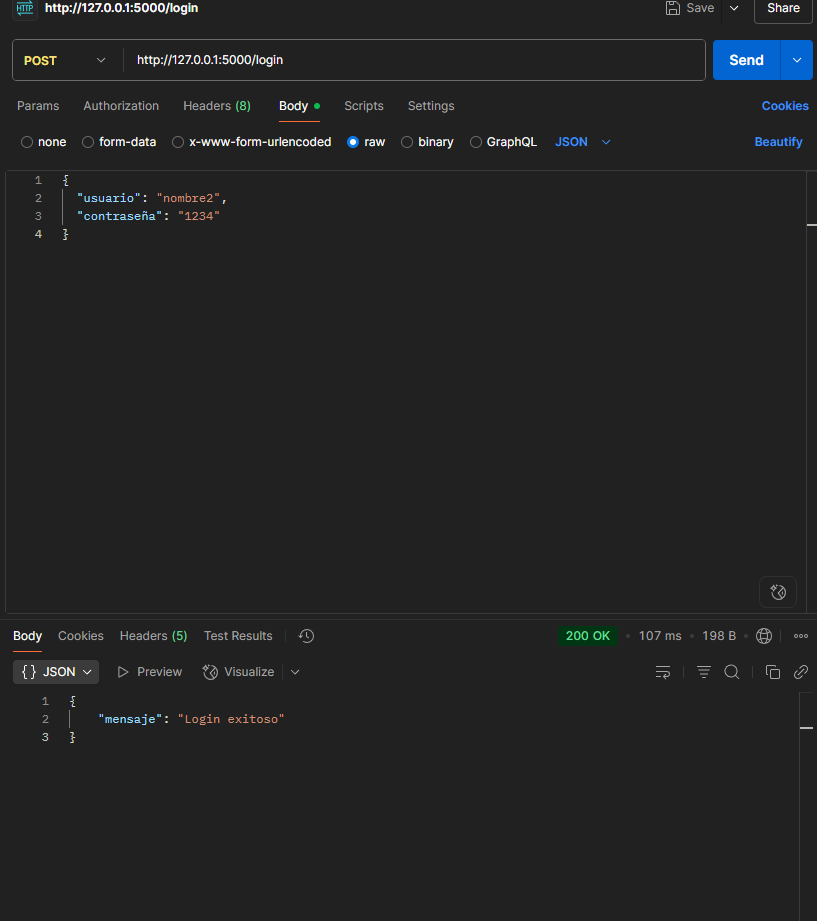 HTTP http://127.0.0.1:5000/login Save Share
POST http://127.0.0.1:5000/login Send
Params Authorization Headers (8) Body Scripts Settings Cookies
none form-data x-www-form-urlencoded raw binary GraphQL JSON Beautify
1 {
2 "usuario": "nombre2",
3 "contraseña": "1234"
4 }
Body Cookies Headers (5) Test Results 200 OK • 107 ms • 198 B •
{} JSON Preview Visualize
1 {
2 "mensaje": "Login exitoso"
3 }